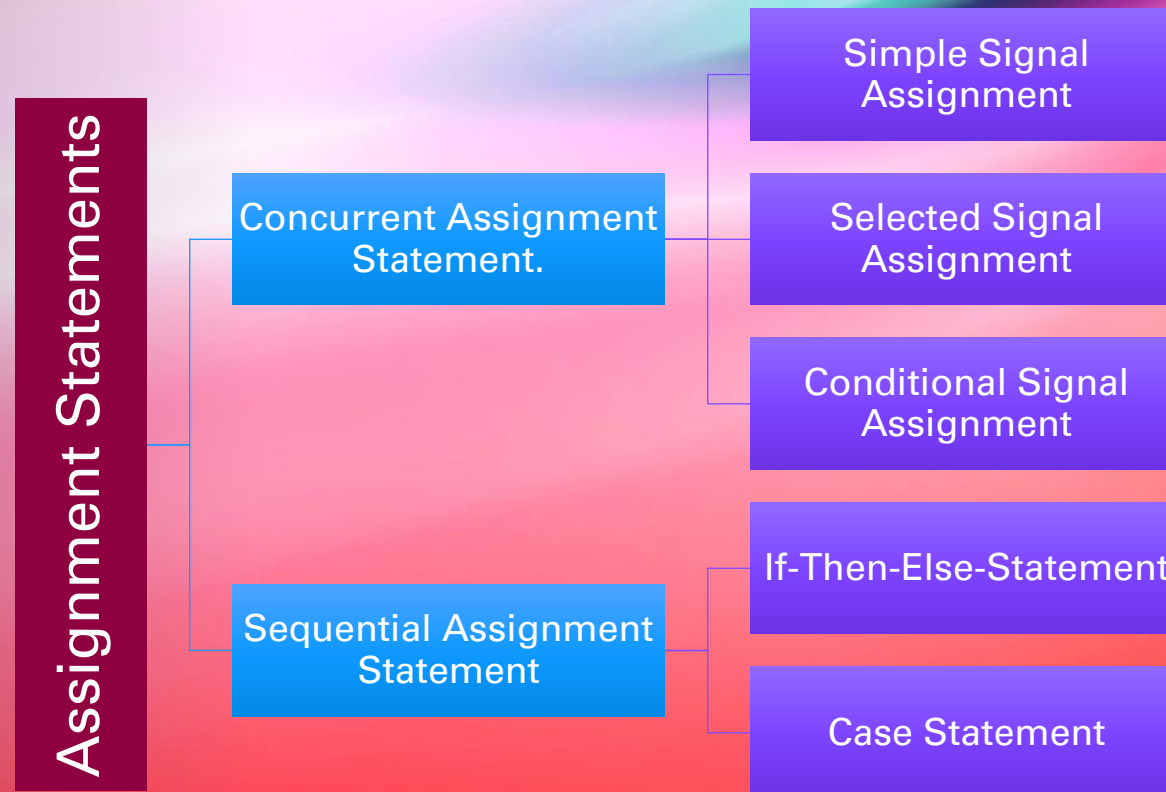 Assignment Statements
Concurrent Assignment
Statement.
Sequential Assignment
Statement
Simple Signal
Assignment
Selected Signal
Assignment
Conditional Signal
Assignment
If-Then-Else-Statement
Case Statement